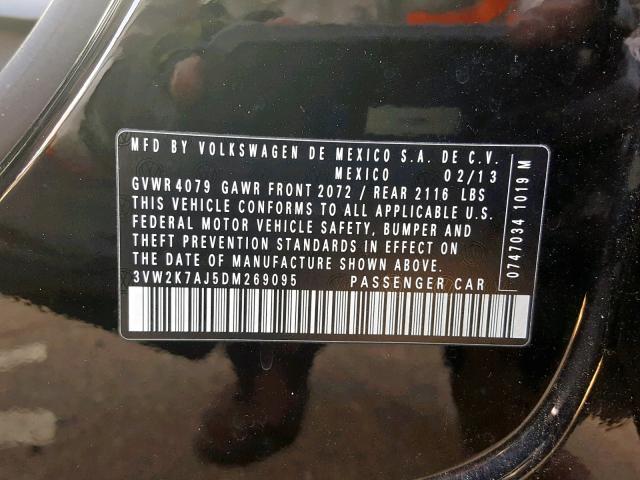 MFD BY VOLKSWAGEN DE MEXICO S.A. DE C.V.
MEXICO 02/13
GVWR 4079 GAWR FRONT 2072 / REAR 2116 LBS
THIS VEHICLE CONFORMS TO ALL APPLICABLE U.S.
FEDERAL MOTOR VEHICLE SAFETY, BUMPER AND
THEFT PREVENTION STANDARDS IN EFFECT ON
THE DATE OF MANUFACTURE SHOWN ABOVE.
3VW2K7AJ5DM269095 PASSENGER CAR
0747034 1019 M